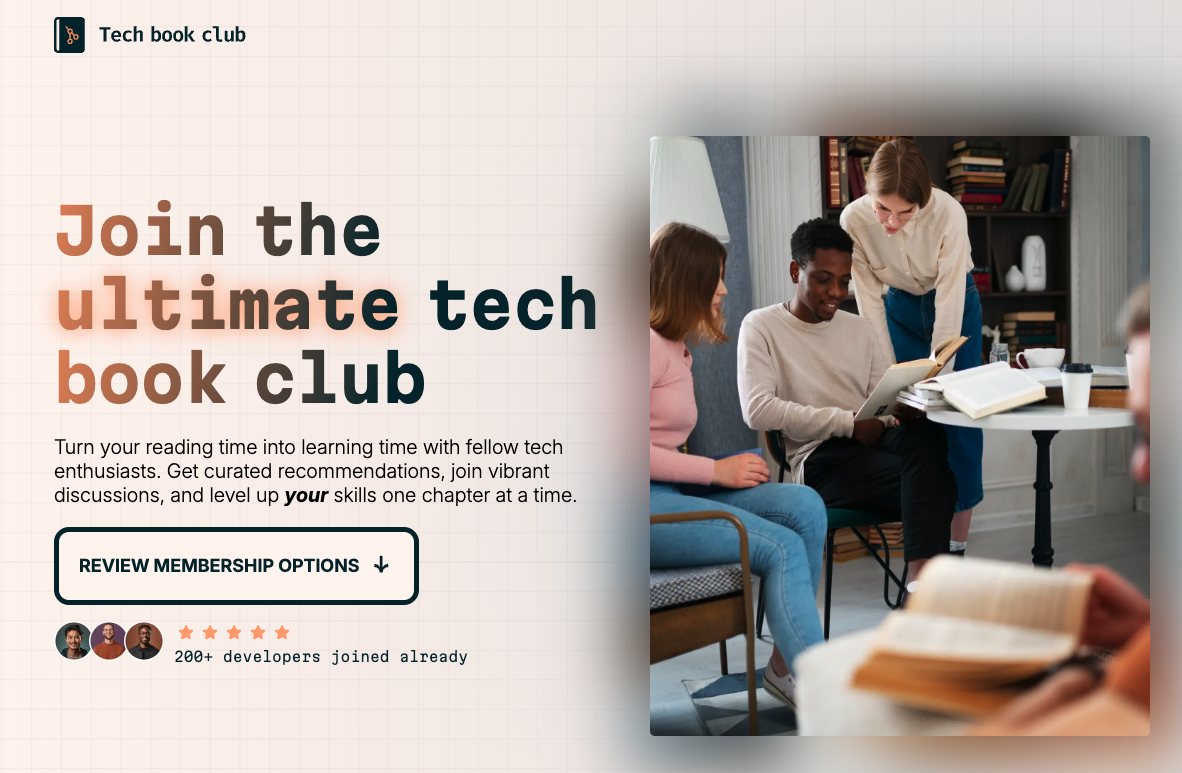 Tech book club
Join the
ultimate tech
book club
Turn your reading time into learning time with fellow tech
enthusiasts. Get curated recommendations, join vibrant
discussions, and level up your skills one chapter at a time.
REVIEW MEMBERSHIP OPTIONS
200+ developers joined already